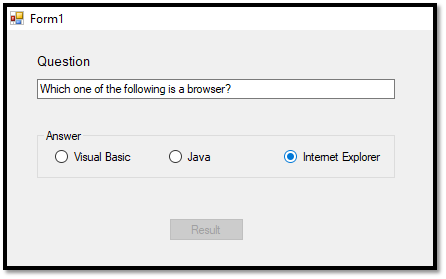 Form1
Question
Which one of the following is a browser?
Answer
Visual Basic Java Internet Explorer
Result